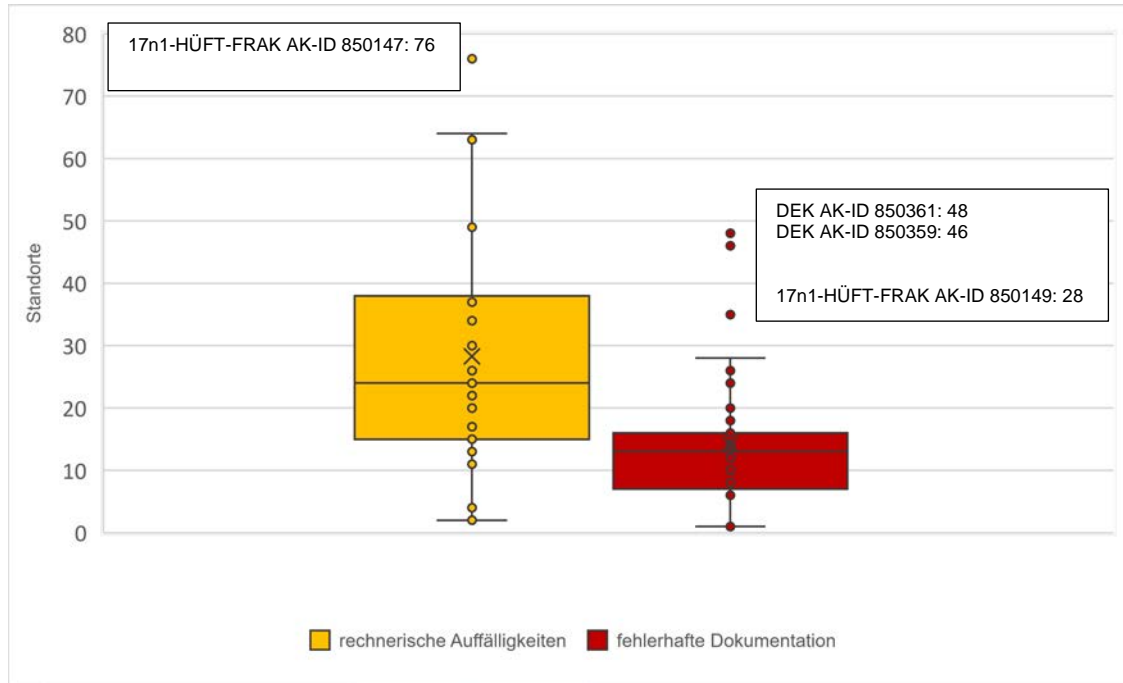 80
70
60
50
40
30
20
10
0
Standorte
17n1-HÜFT-FRAK AK-ID 850147: 76
DEK AK-ID 850361: 48
DEK AK-ID 850359: 46
17n1-HÜFT-FRAK AK-ID 850149: 28
rechnerische Auffälligkeiten
fehlerhafte Dokumentation